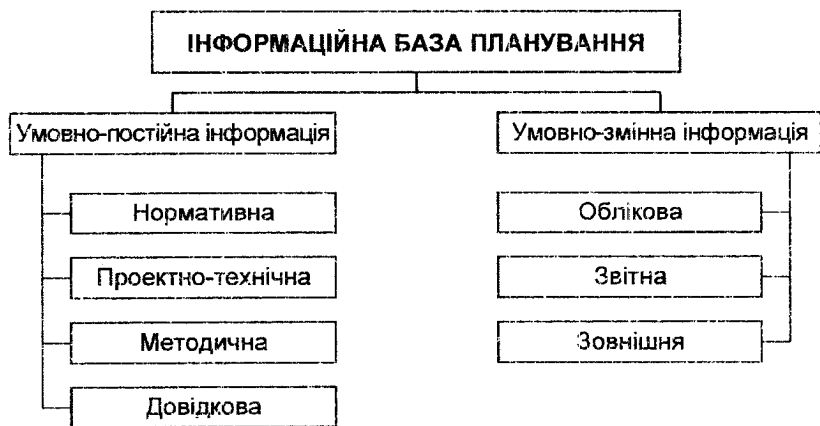 ІНФОРМАЦІЙНА БАЗА ПЛАНУВАННЯ
Умовно-постійна інформація
Нормативна
Проектно-технічна
Методична
Довідкова
Умовно-змінна інформація
Облікова
Звітна
Зовнішня